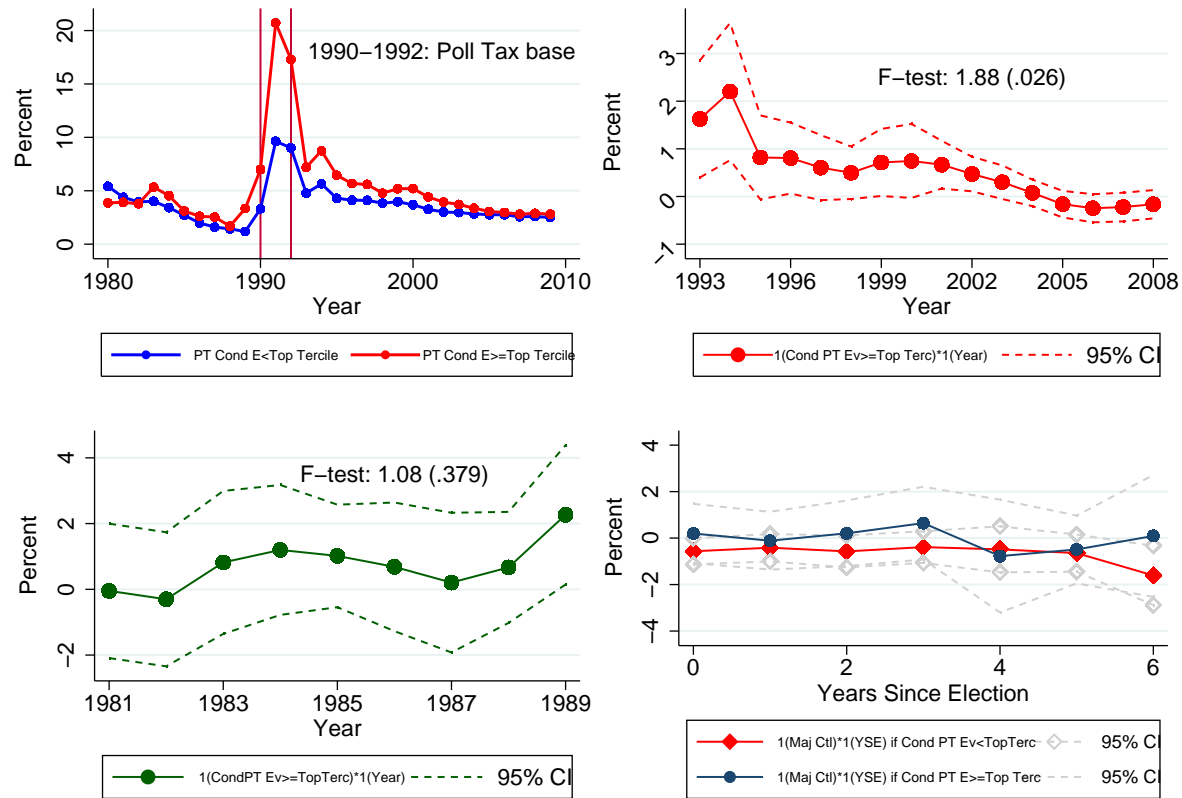 Percent
20
15
10
5
0
1990−1992: Poll Tax base
1980
1990
2000
2010
Year
PT Cond E<Top Tercile
PT Cond E>=Top Tercile
Percent
3
2
1
0
−1
F−test: 1.88 (.026)
1993
1996
1999
2002
2005
2008
Year
1(Cond PT Ev>=Top Terc)*1(Year)
95% CI
Percent
4
2
0
−2
F−test: 1.08 (.379)
1981
1983
1985
1987
1989
Year
1(CondPT Ev>=TopTerc)*1(Year)
95% CI
Percent
4
2
0
−2
−4
0
2
4
6
Years Since Election
1(Maj Ctl)*1(YSE) if Cond PT Ev<TopTerc
95% CI
1(Maj Ctl)*1(YSE) if Cond PT E>=Top Terc
95% CI